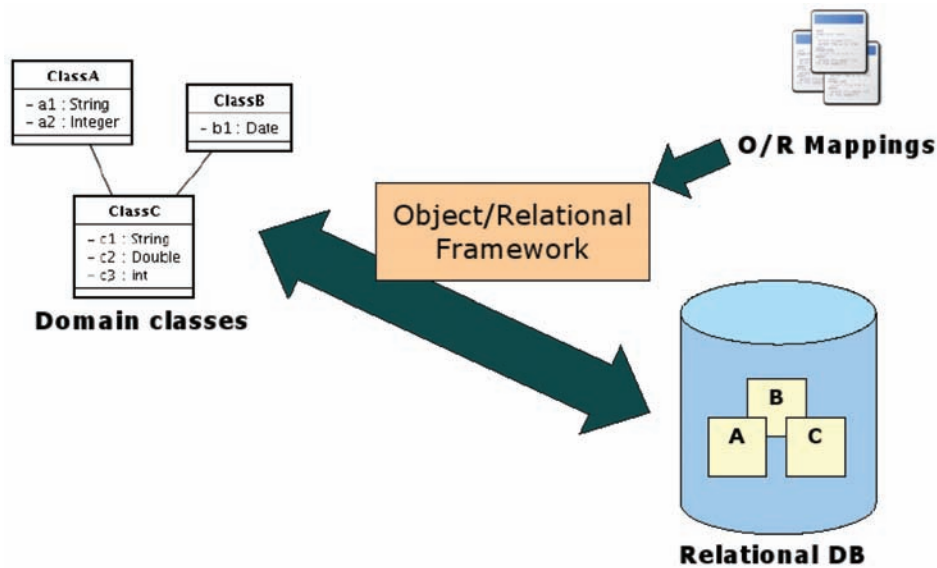 ClassA
- a1 : String
- a2 : Integer
ClassB
- b1 : Date
ClassC
- c1 : String
- c2 : Double
- c3 : int
Domain classes
O/R Mappings
Object/Relational
Framework
B
A
C
Relational DB